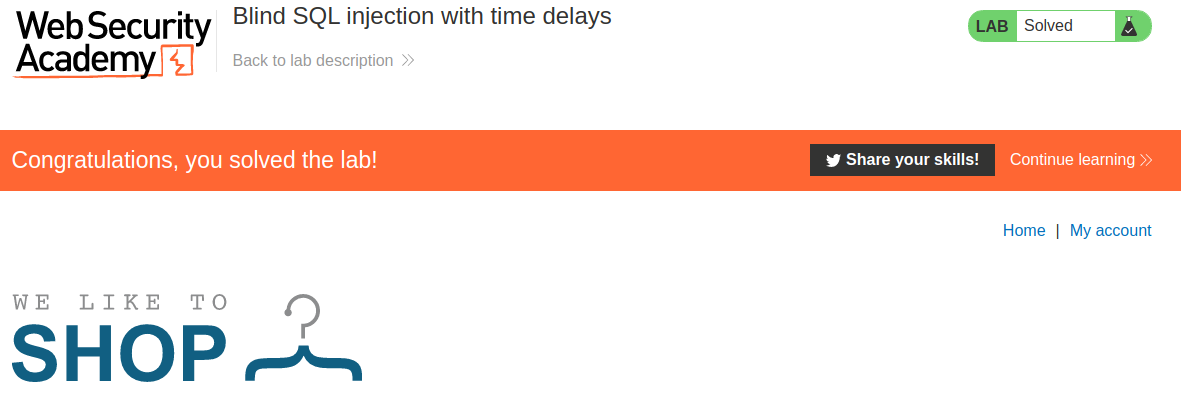 Web Security
Academy
Blind SQL injection with time delays
Back to lab description
LAB Solved
Congratulations, you solved the lab!
Share your skills!
Continue learning
Home | My account
WE LIKE TO
SHOP